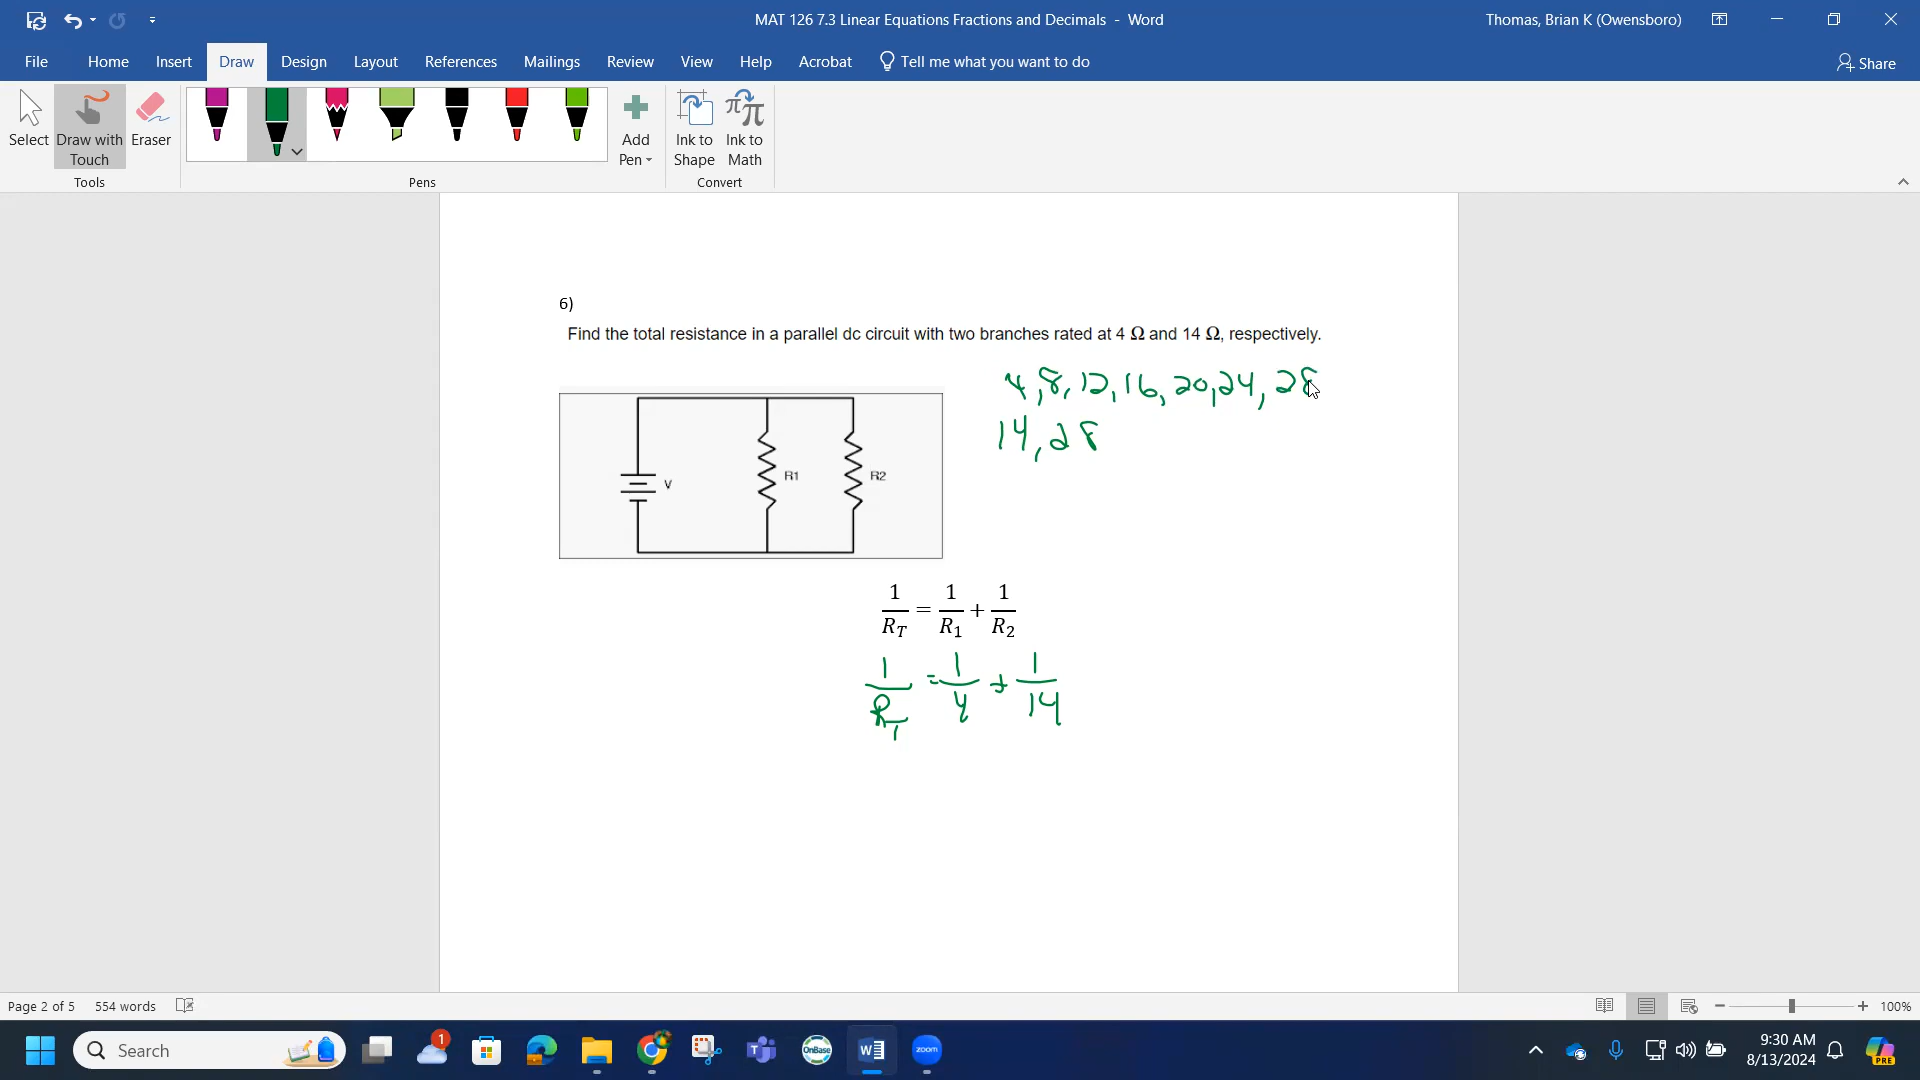 MAT 126 7.3 Linear Equations Fractions and Decimals - Word
Thomas, Brian K (Owensboro)
File Home Insert Draw Design Layout References Mailings Review View Help Acrobat Tell me what you want to do Share
Select
Draw with Touch
Eraser
Add Pen
Ink to Shape
Ink to Math
Tools
Pens
Convert
6)
Find the total resistance in a parallel dc circuit with two branches rated at 4 Ω and 14 Ω, respectively.
4, 8, 12, 16, 20, 24, 28
14, 28
V R1 R2
1/R_T = 1/R_1 + 1/R_2
1/R_T = 1/4 + 1/14
Page 2 of 5 554 words 100%
Search
1
OnBase
zoom
PRE
9:30 AM
8/13/2024